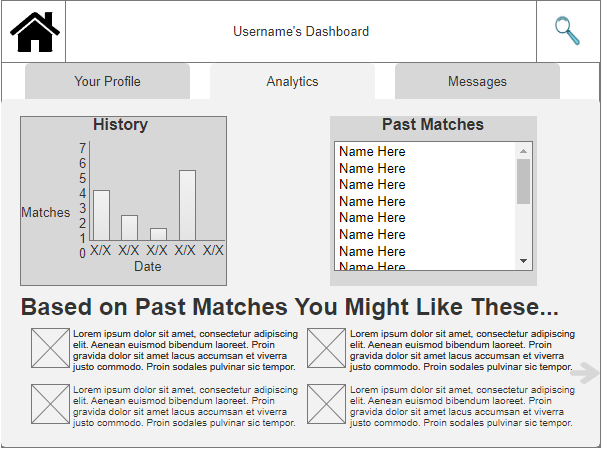 Username's Dashboard
Your Profile
Analytics
Messages
History
7
6
5
4
3
2
1
0
Matches
X/X X/X X/X X/X X/X
Date
Past Matches
Name Here
Name Here
Name Here
Name Here
Name Here
Name Here
Name Here
Name Here
Based on Past Matches You Might Like These...
Lorem ipsum dolor sit amet, consectetur adipiscing
elit. Aenean euismod bibendum laoreet. Proin
gravida dolor sit amet lacus accumsan et viverra
justo commodo. Proin sodales pulvinar sic tempor.
Lorem ipsum dolor sit amet, consectetur adipiscing
elit. Aenean euismod bibendum laoreet. Proin
gravida dolor sit amet lacus accumsan et viverra
justo commodo. Proin sodales pulvinar sic tempor.
Lorem ipsum dolor sit amet, consectetur adipiscing
elit. Aenean euismod bibendum laoreet. Proin
gravida dolor sit amet lacus accumsan et viverra
justo commodo. Proin sodales pulvinar sic tempor.
Lorem ipsum dolor sit amet, consectetur adipiscing
elit. Aenean euismod bibendum laoreet. Proin
gravida dolor sit amet lacus accumsan et viverra
justo commodo. Proin sodales pulvinar sic tempor.